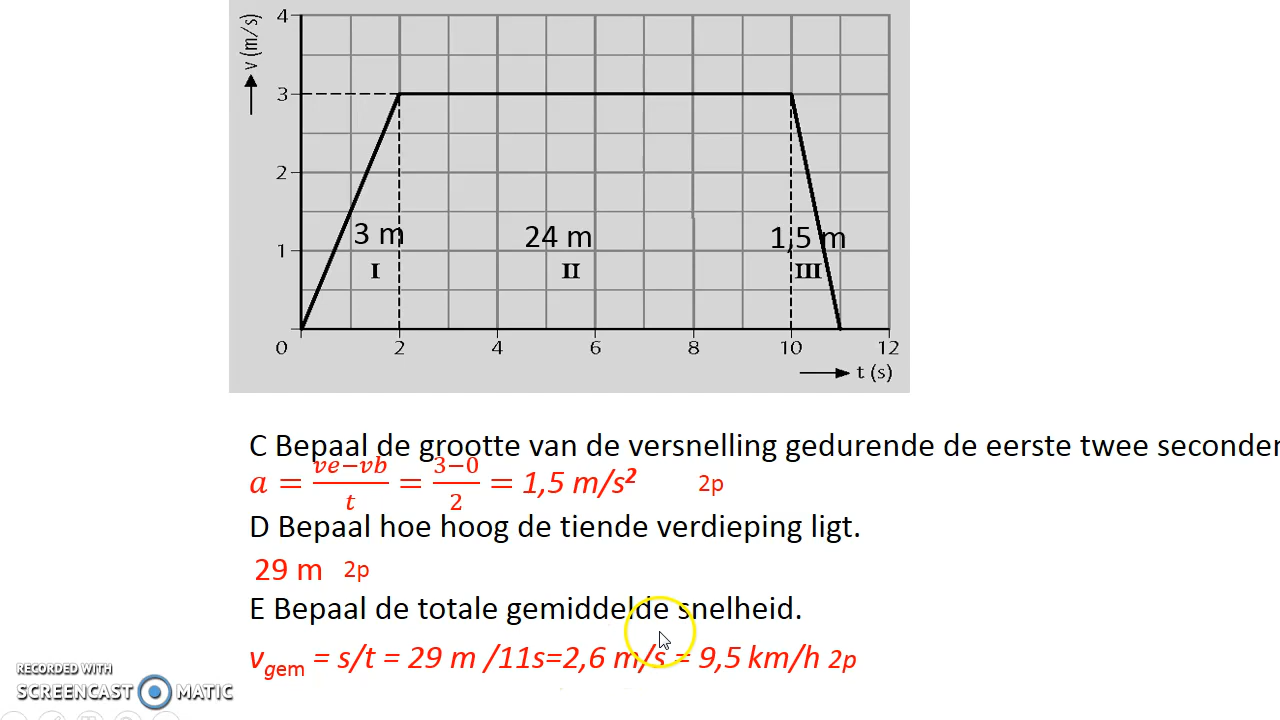 4
v (m/s)
3
2
1
3 m
24 m
1,5 m
I
II
III
0
2
4
6
8
10
12
t (s)
C Bepaal de grootte van de versnelling gedurende de eerste twee seconden
a = ve−vb/t = 3−0/2 = 1,5 m/s² 2p
D Bepaal hoe hoog de tiende verdieping ligt.
29 m 2p
E Bepaal de totale gemiddelde snelheid.
vgem = s/t = 29 m /11s=2,6 m/s = 9,5 km/h 2p
RECORDED WITH
SCREENCAST MATIC